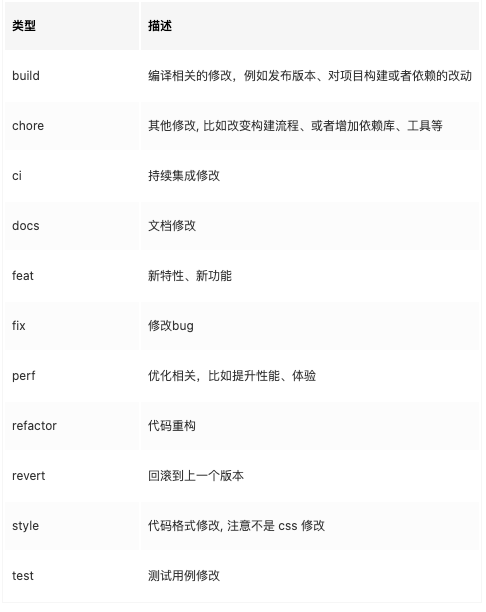 类型 描述
build 编译相关的修改，例如发布版本、对项目构建或者依赖的改动
chore 其他修改, 比如改变构建流程、或者增加依赖库、工具等
ci 持续集成修改
docs 文档修改
feat 新特性、新功能
fix 修改bug
perf 优化相关，比如提升性能、体验
refactor 代码重构
revert 回滚到上一个版本
style 代码格式修改, 注意不是 css 修改
test 测试用例修改